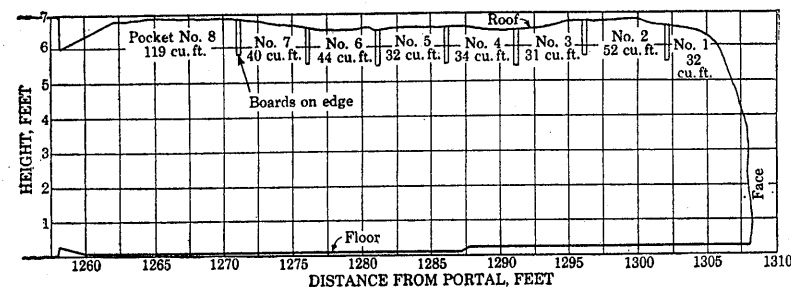 7
Roof
Pocket No. 8
119 cu. ft.
No. 7
40 cu. ft.
No. 6
44 cu. ft.
No. 5
32 cu. ft.
No. 4
34 cu. ft.
No. 3
31 cu. ft.
No. 2
52 cu. ft.
No. 1
32
cu. ft.
6
Boards on edge
5
HEIGHT, FEET
4
3
2
1
Face
Floor
1260 1265 1270 1275 1280 1285 1290 1295 1300 1305 1310
DISTANCE FROM PORTAL, FEET